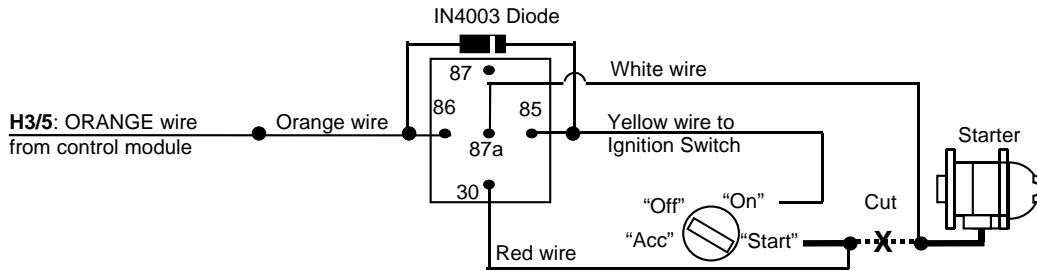 IN4003 Diode
87
White wire
86
85
H3/5: ORANGE wire
from control module
Orange wire
87a
Yellow wire to
Ignition Switch
Starter
30
“Off”
“On”
Cut
“Acc”
“Start”
X
Red wire